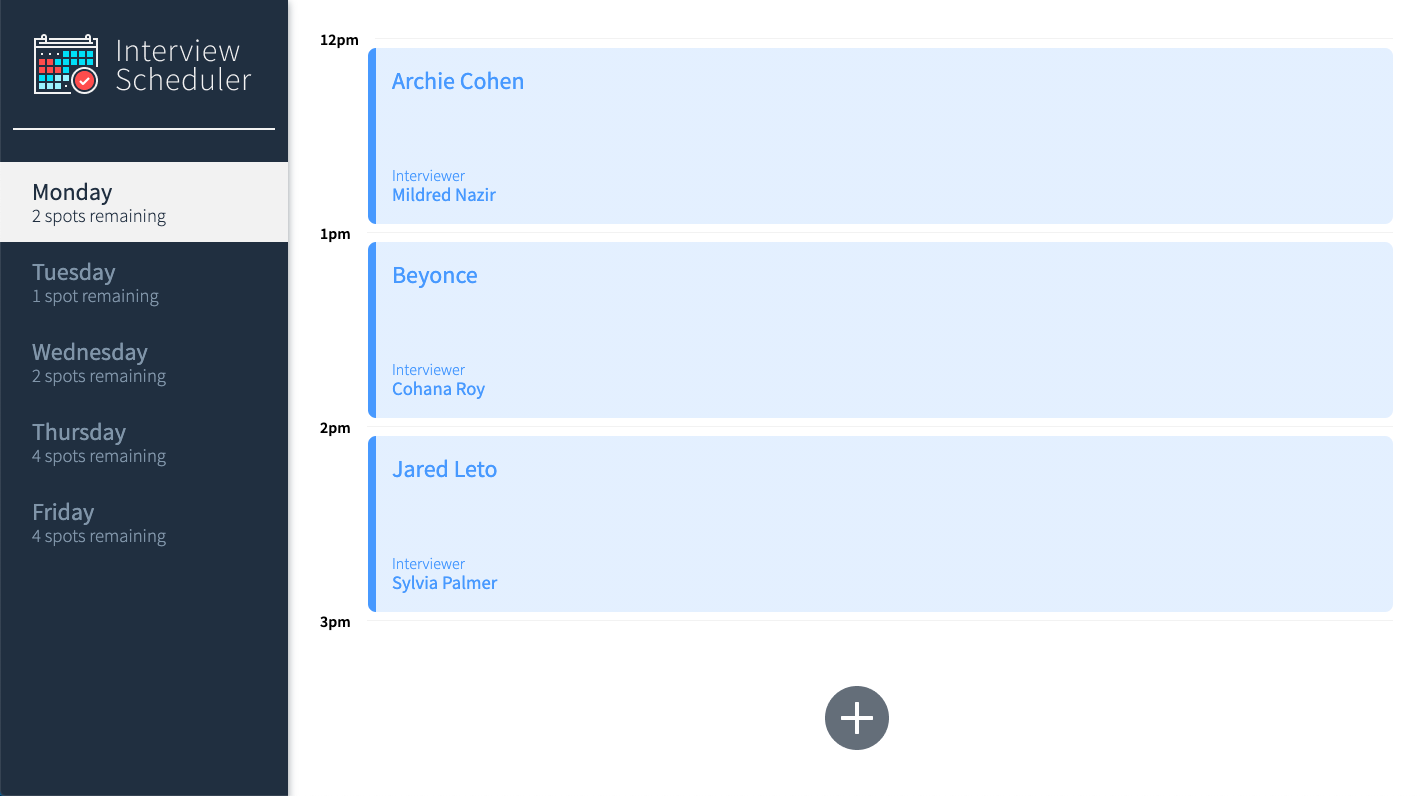 Interview
Scheduler
Monday
2 spots remaining
Tuesday
1 spot remaining
Wednesday
2 spots remaining
Thursday
4 spots remaining
Friday
4 spots remaining
12pm
Archie Cohen
Interviewer
Mildred Nazir
1pm
Beyonce
Interviewer
Cohana Roy
2pm
Jared Leto
Interviewer
Sylvia Palmer
3pm